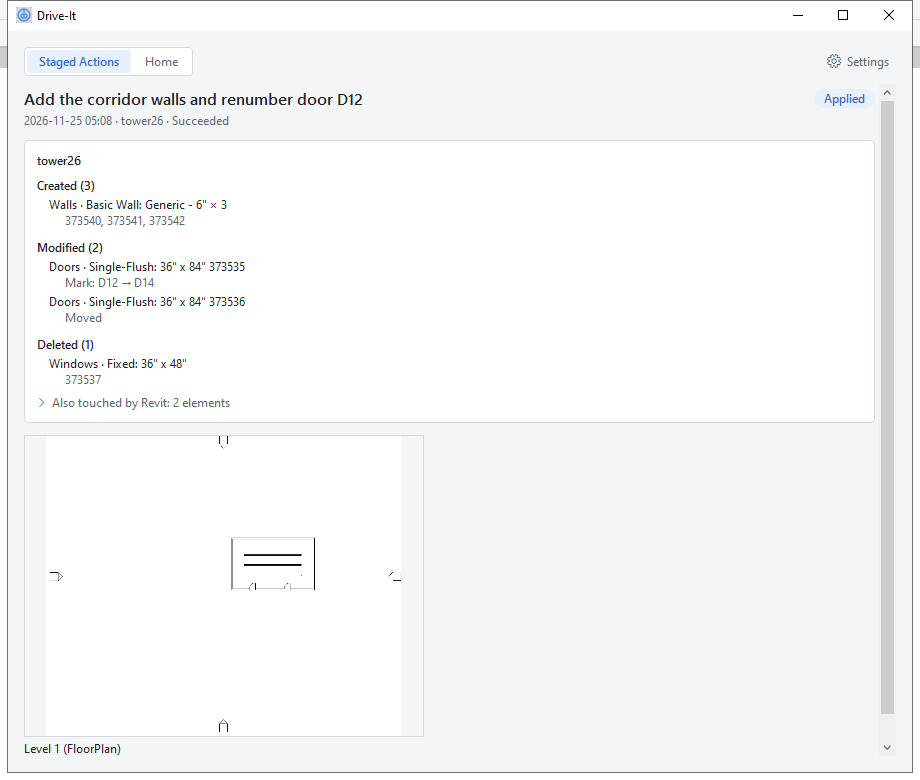 Drive-It
Staged Actions
Home
Settings
Add the corridor walls and renumber door D12
Applied
2026-11-25 05:08 · tower26 · Succeeded
tower26
Created (3)
Walls · Basic Wall: Generic - 6" × 3
373540, 373541, 373542
Modified (2)
Doors · Single-Flush: 36" x 84" 373535
Mark: D12 → D14
Doors · Single-Flush: 36" x 84" 373536
Moved
Deleted (1)
Windows · Fixed: 36" x 48"
373537
Also touched by Revit: 2 elements
Level 1 (FloorPlan)